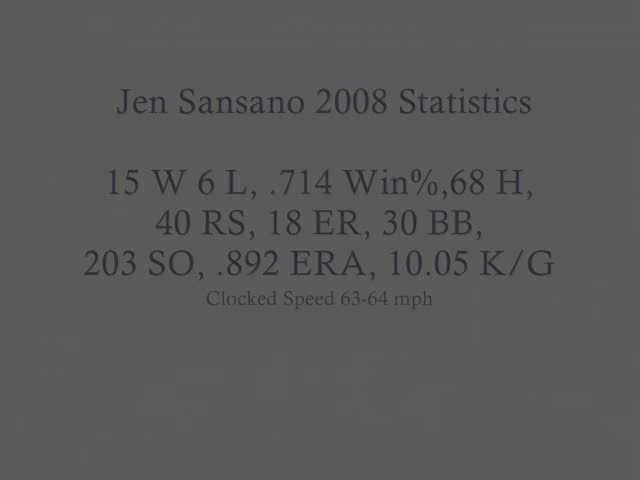 Jen Sansano 2008 Statistics
15 W 6 L, .714 Win%,68 H,
40 RS, 18 ER, 30 BB,
203 SO, .892 ERA, 10.05 K/G
Clocked Speed 63-64 mph